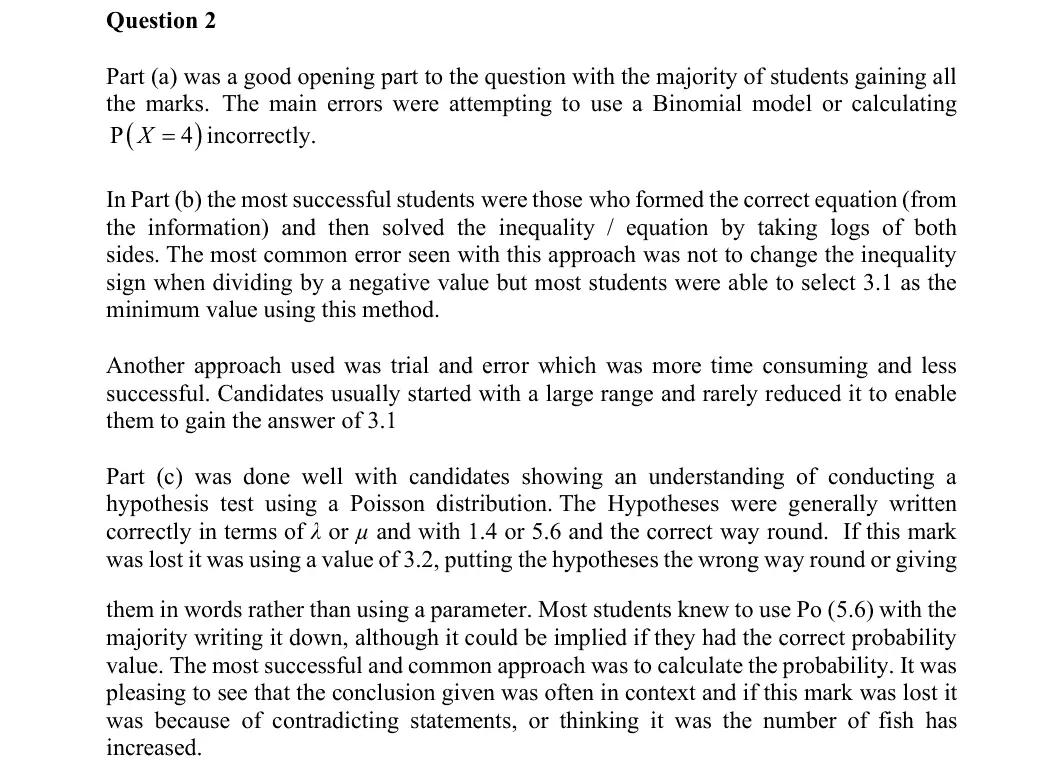 Question 2
Part (a) was a good opening part to the question with the majority of students gaining all
the marks. The main errors were attempting to use a Binomial model or calculating
P(X = 4) incorrectly.
In Part (b) the most successful students were those who formed the correct equation (from
the information) and then solved the inequality / equation by taking logs of both
sides. The most common error seen with this approach was not to change the inequality
sign when dividing by a negative value but most students were able to select 3.1 as the
minimum value using this method.
Another approach used was trial and error which was more time consuming and less
successful. Candidates usually started with a large range and rarely reduced it to enable
them to gain the answer of 3.1
Part (c) was done well with candidates showing an understanding of conducting a
hypothesis test using a Poisson distribution. The Hypotheses were generally written
correctly in terms of λ or μ and with 1.4 or 5.6 and the correct way round. If this mark
was lost it was using a value of 3.2, putting the hypotheses the wrong way round or giving
them in words rather than using a parameter. Most students knew to use Po (5.6) with the
majority writing it down, although it could be implied if they had the correct probability
value. The most successful and common approach was to calculate the probability. It was
pleasing to see that the conclusion given was often in context and if this mark was lost it
was because of contradicting statements, or thinking it was the number of fish has
increased.